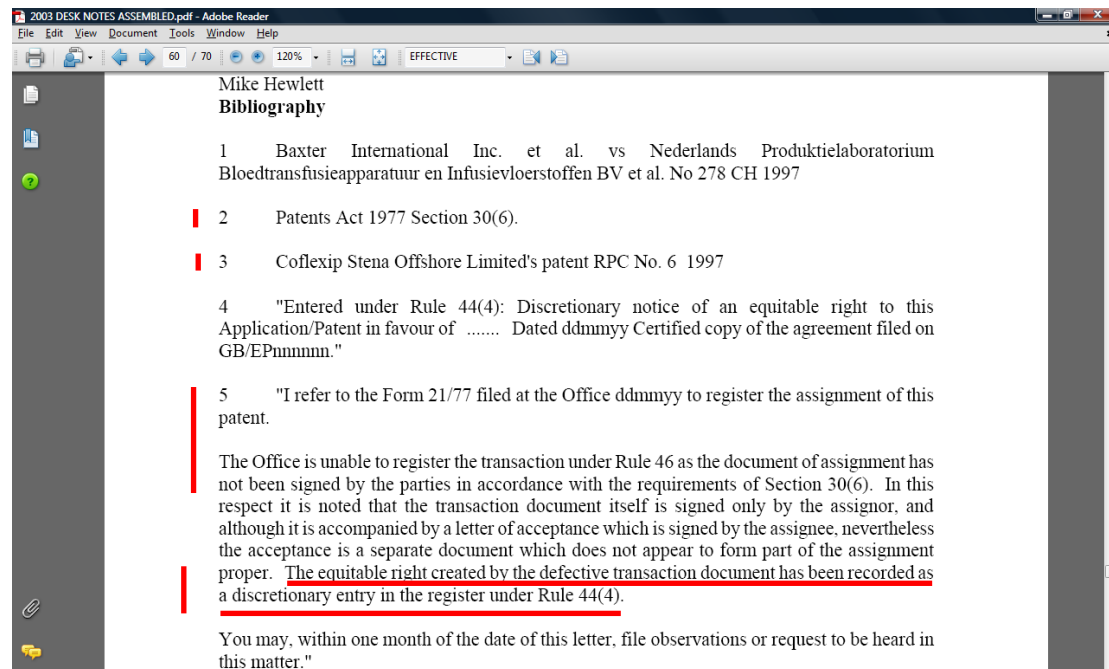 2003 DESK NOTES ASSEMBLED.pdf - Adobe Reader
File Edit View Document Tools Window Help
60 / 70 120% EFFECTIVE
Mike Hewlett
Bibliography
1 Baxter International Inc. et al. vs Nederlands Produktielaboratorium
Bloedtransfusieapparatuur en Infusievloerstoffen BV et al. No 278 CH 1997
2 Patents Act 1977 Section 30(6).
3 Coflexip Stena Offshore Limited's patent RPC No. 6 1997
4 "Entered under Rule 44(4): Discretionary notice of an equitable right to this
Application/Patent in favour of ....... Dated ddmmyy Certified copy of the agreement filed on
GB/EPnnnnnn."
5 "I refer to the Form 21/77 filed at the Office ddmmyy to register the assignment of this
patent.
The Office is unable to register the transaction under Rule 46 as the document of assignment has
not been signed by the parties in accordance with the requirements of Section 30(6). In this
respect it is noted that the transaction document itself is signed only by the assignor, and
although it is accompanied by a letter of acceptance which is signed by the assignee, nevertheless
the acceptance is a separate document which does not appear to form part of the assignment
proper. The equitable right created by the defective transaction document has been recorded as
a discretionary entry in the register under Rule 44(4).
You may, within one month of the date of this letter, file observations or request to be heard in
this matter."